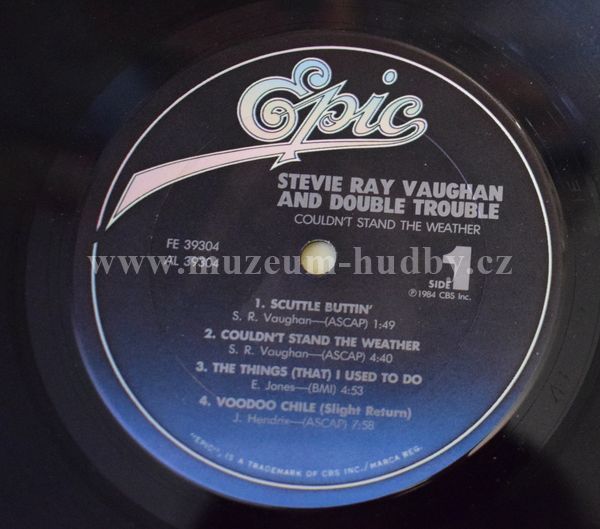 Epic
STEVIE RAY VAUGHAN
AND DOUBLE TROUBLE
COULDN'T STAND THE WEATHER
FE 39304
AL 39304
www.muzeum-hudby.cz
SIDE 1
℗1984 CBS Inc.
1. SCUTTLE BUTTIN'
S. R. Vaughan—(ASCAP) 1:49
2. COULDN'T STAND THE WEATHER
S. R. Vaughan—(ASCAP) 4:40
3. THE THINGS (THAT) I USED TO DO
E. Jones—(BMI) 4:53
4. VOODOO CHILE (Slight Return)
J. Hendrix—(ASCAP) 7:58
"EPIC", IS A TRADEMARK OF CBS INC./MARCA REG.